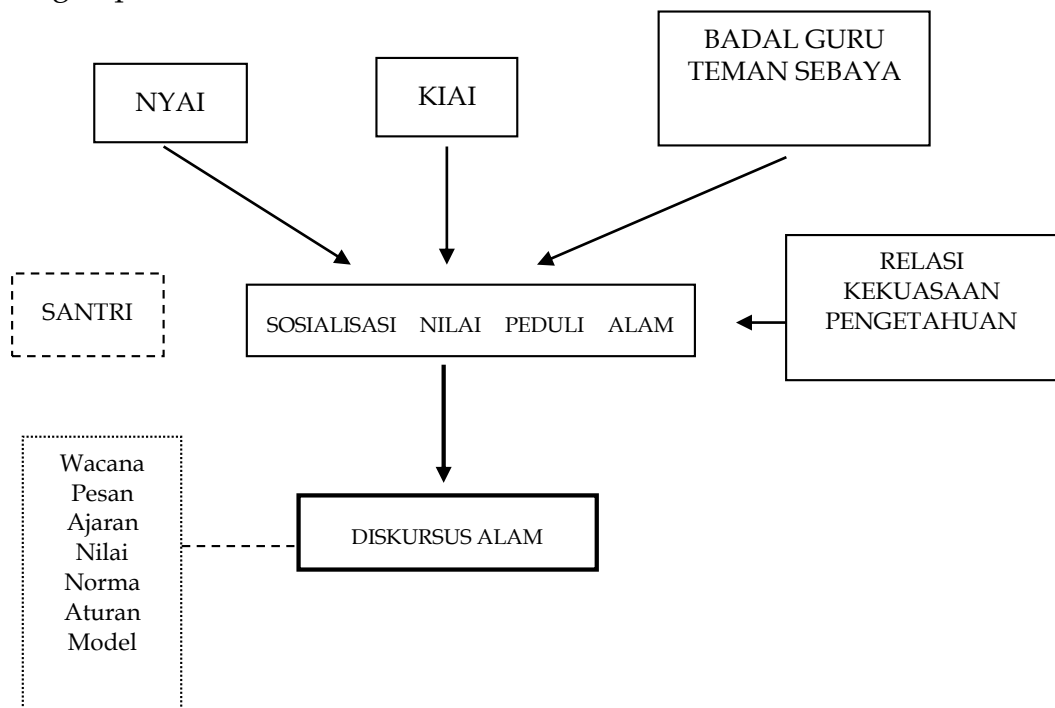 NYAI
KIAI
BADAL GURU
TEMAN SEBAYA
SANTRI
SOSIALISASI NILAI PEDULI ALAM
RELASI
KEKUASAAN
PENGETAHUAN
Wacana
Pesan
Ajaran
Nilai
Norma
Aturan
Model
DISKURSUS ALAM